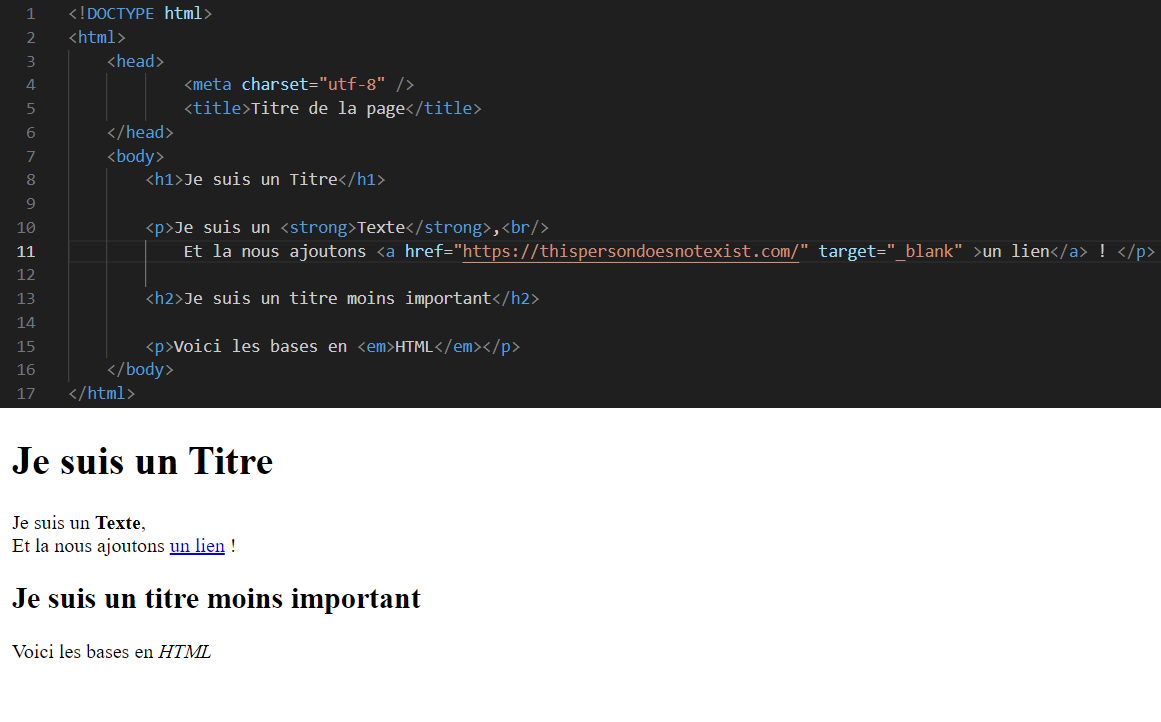 1 <!DOCTYPE html>
2 <html>
3 <head>
4 <meta charset="utf-8" />
5 <title>Titre de la page</title>
6 </head>
7 <body>
8 <h1>Je suis un Titre</h1>
9
10 <p>Je suis un <strong>Texte</strong>,<br/>
11 Et la nous ajoutons <a href="https://thispersondoesnotexist.com/" target="_blank" >un lien</a> ! </p>
12
13 <h2>Je suis un titre moins important</h2>
14
15 <p>Voici les bases en <em>HTML</em></p>
16 </body>
17 </html>
Je suis un Titre
Je suis un Texte,
Et la nous ajoutons un lien !
Je suis un titre moins important
Voici les bases en HTML